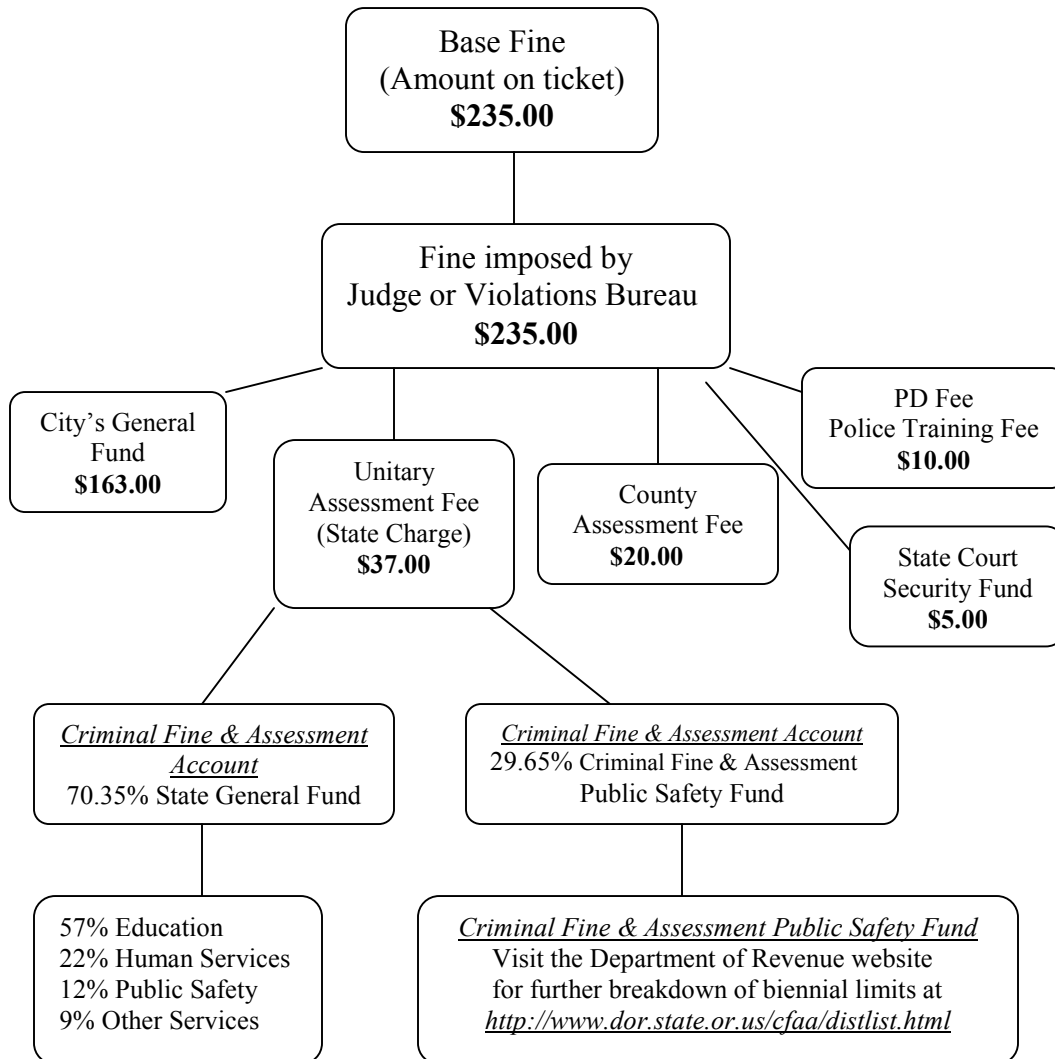 Base Fine
(Amount on ticket)
$235.00
Fine imposed by
Judge or Violations Bureau
$235.00
City’s General
Fund
$163.00
Unitary
Assessment Fee
(State Charge)
$37.00
County
Assessment Fee
$20.00
PD Fee
Police Training Fee
$10.00
State Court
Security Fund
$5.00
Criminal Fine & Assessment
Account
70.35% State General Fund
Criminal Fine & Assessment Account
29.65% Criminal Fine & Assessment
Public Safety Fund
57% Education
22% Human Services
12% Public Safety
9% Other Services
Criminal Fine & Assessment Public Safety Fund
Visit the Department of Revenue website
for further breakdown of biennial limits at
http://www.dor.state.or.us/cfaa/distlist.html